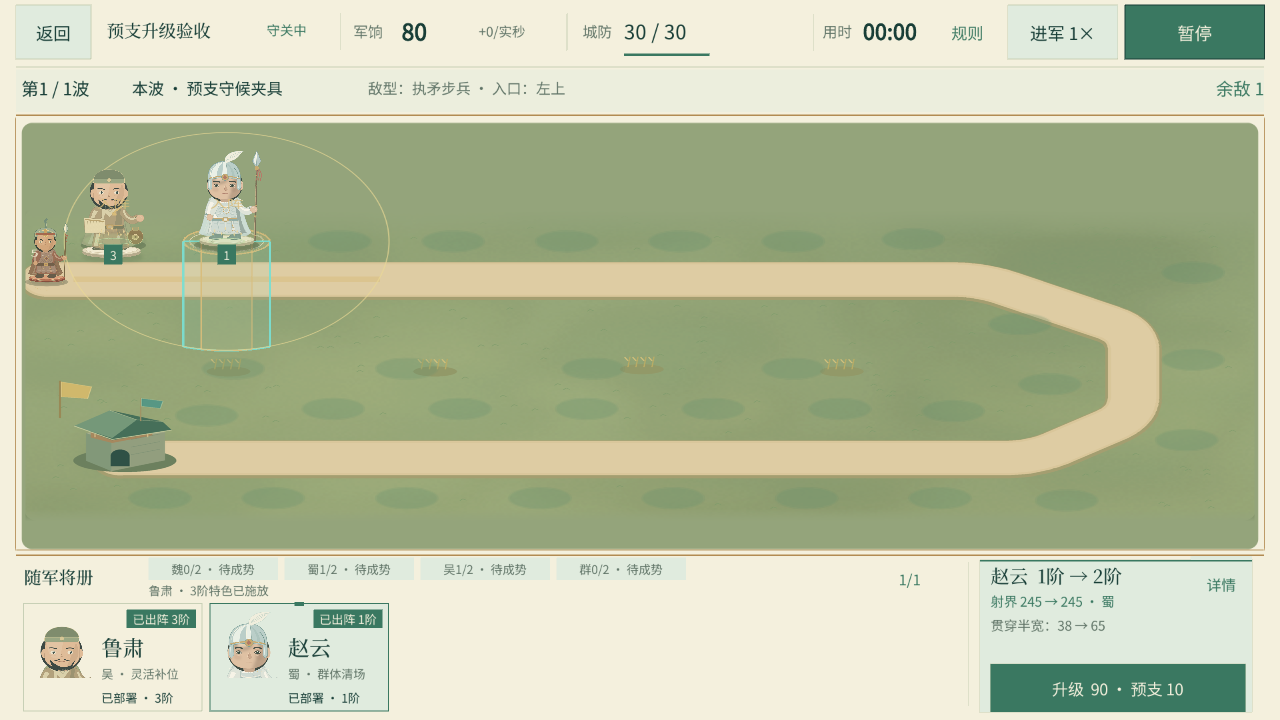 返回
预支升级验收
守关中
军饷 80 +0/实秒
城防 30 / 30
用时 00:00
规则
进军 1×
暂停
第1 / 1波
本波 · 预支守候夹具
敌型：执矛步兵 · 入口：左上
余敌 1
3
1
随军将册
魏0/2 · 待成势
蜀1/2 · 待成势
吴1/2 · 待成势
群0/2 · 待成势
鲁肃 · 3阶特色已施放
1/1
已出阵 3阶
鲁肃
吴 · 灵活补位
已部署 · 3阶
已出阵 1阶
赵云
蜀 · 群体清场
已部署 · 1阶
赵云 1阶 → 2阶
详情
射界 245 → 245 · 蜀
贯穿半宽：38 → 65
升级 90 · 预支 10